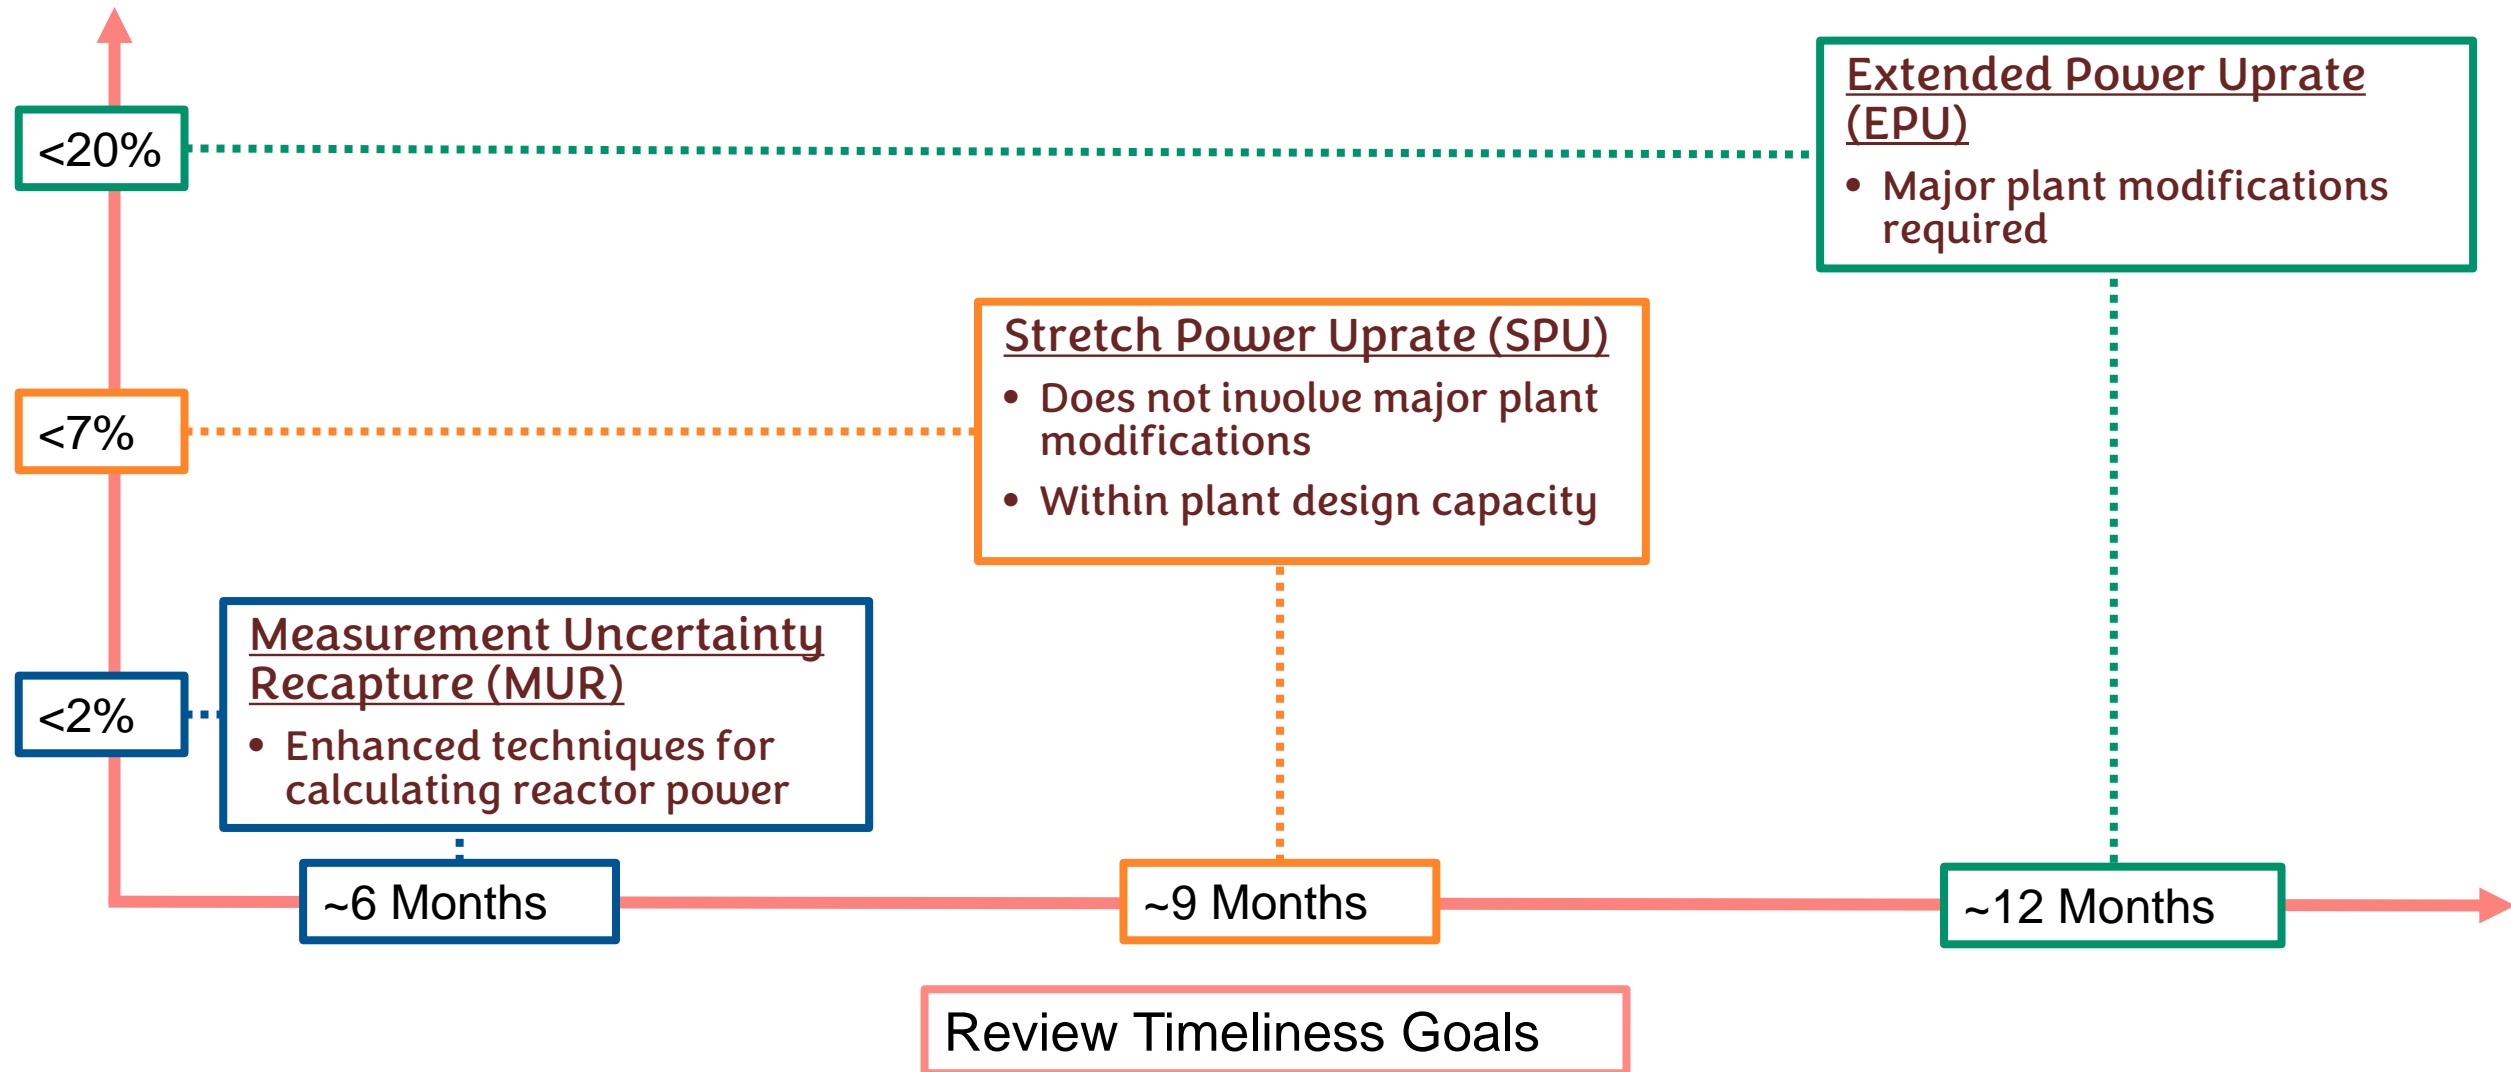 <20%
Extended Power Uprate
(EPU)
• Major plant modifications
required
<7%
Stretch Power Uprate (SPU)
• Does not involve major plant
modifications
• Within plant design capacity
<2%
Measurement Uncertainty
Recapture (MUR)
• Enhanced techniques for
calculating reactor power
~6 Months
~9 Months
~12 Months
Review Timeliness Goals